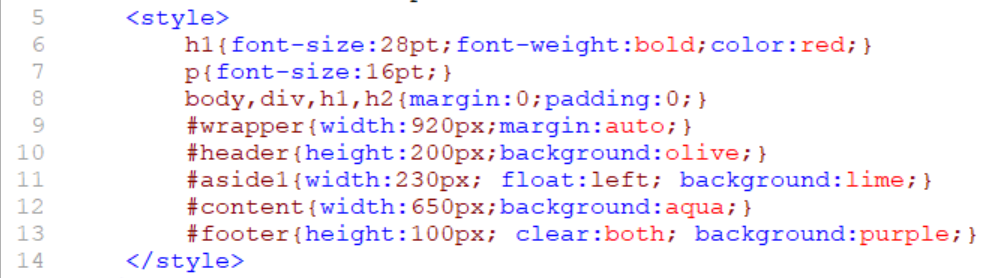 5 <style>
6 h1{font-size:28pt;font-weight:bold;color:red;}
7 p{font-size:16pt;}
8 body,div,h1,h2{margin:0;padding:0;}
9 #wrapper{width:920px;margin:auto;}
10 #header{height:200px;background:olive;}
11 #aside1{width:230px; float:left; background:lime;}
12 #content{width:650px;background:aqua;}
13 #footer{height:100px; clear:both; background:purple;}
14 </style>